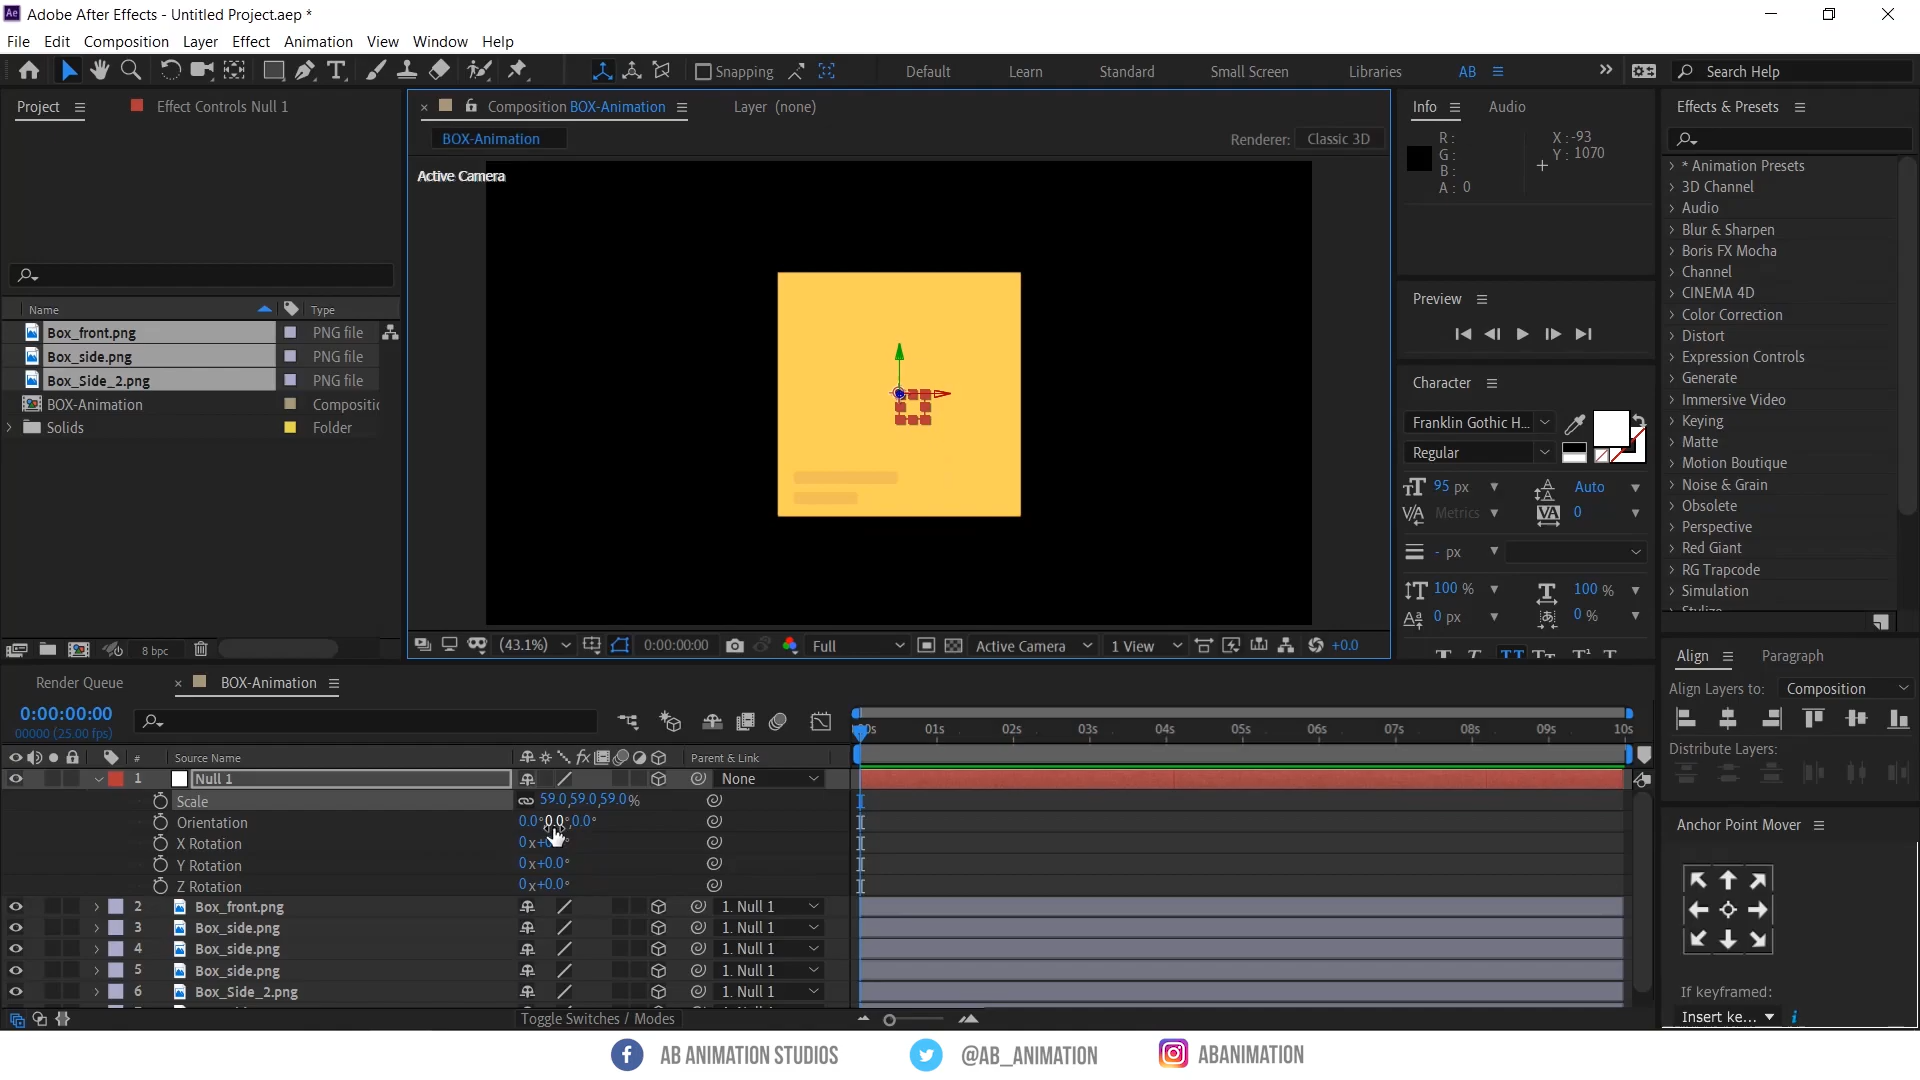 Ae Adobe After Effects - Untitled Project.aep *
File Edit Composition Layer Effect Animation View Window Help
Snapping Default Learn Standard Small Screen Libraries AB Search Help
Project Effect Controls Null 1
Composition BOX-Animation Layer (none)
BOX-Animation Renderer: Classic 3D
Active Camera
Info Audio
R:
G:
B:
A: 0
X: -93
Y: 1070
Effects & Presets
* Animation Presets
3D Channel
Audio
Blur & Sharpen
Boris FX Mocha
Channel
CINEMA 4D
Color Correction
Distort
Expression Controls
Generate
Immersive Video
Keying
Matte
Motion Boutique
Noise & Grain
Obsolete
Perspective
Red Giant
RG Trapcode
Simulation
Name Type
Box_front.png PNG file
Box_side.png PNG file
Box_Side_2.png PNG file
BOX-Animation Compositic
Solids Folder
8 bpc
Preview
Character
Franklin Gothic H...
Regular
95 px Auto
Metrics 0
- px
100 % 100 %
0 px 0 %
(43.1%) 0:00:00:00 Full Active Camera 1 View +0.0
Align Paragraph
Align Layers to: Composition
Distribute Layers:
Anchor Point Mover
If keyframed:
Insert ke...
Render Queue BOX-Animation
0:00:00:00
00000 (25.00 fps)
01s 02s 03s 04s 05s 06s 07s 08s 09s 10s
# Source Name fx Parent & Link
1 Null 1 None
Scale 59.0,59.0,59.0%
Orientation 0.0°,0.0°,0.0°
X Rotation 0x
Y Rotation 0x+0.0°
Z Rotation 0x+0.0°
2 Box_front.png 1. Null 1
3 Box_side.png 1. Null 1
4 Box_side.png 1. Null 1
5 Box_side.png 1. Null 1
6 Box_Side_2.png 1. Null 1
Toggle Switches / Modes
AB ANIMATION STUDIOS @AB_ANIMATION ABANIMATION